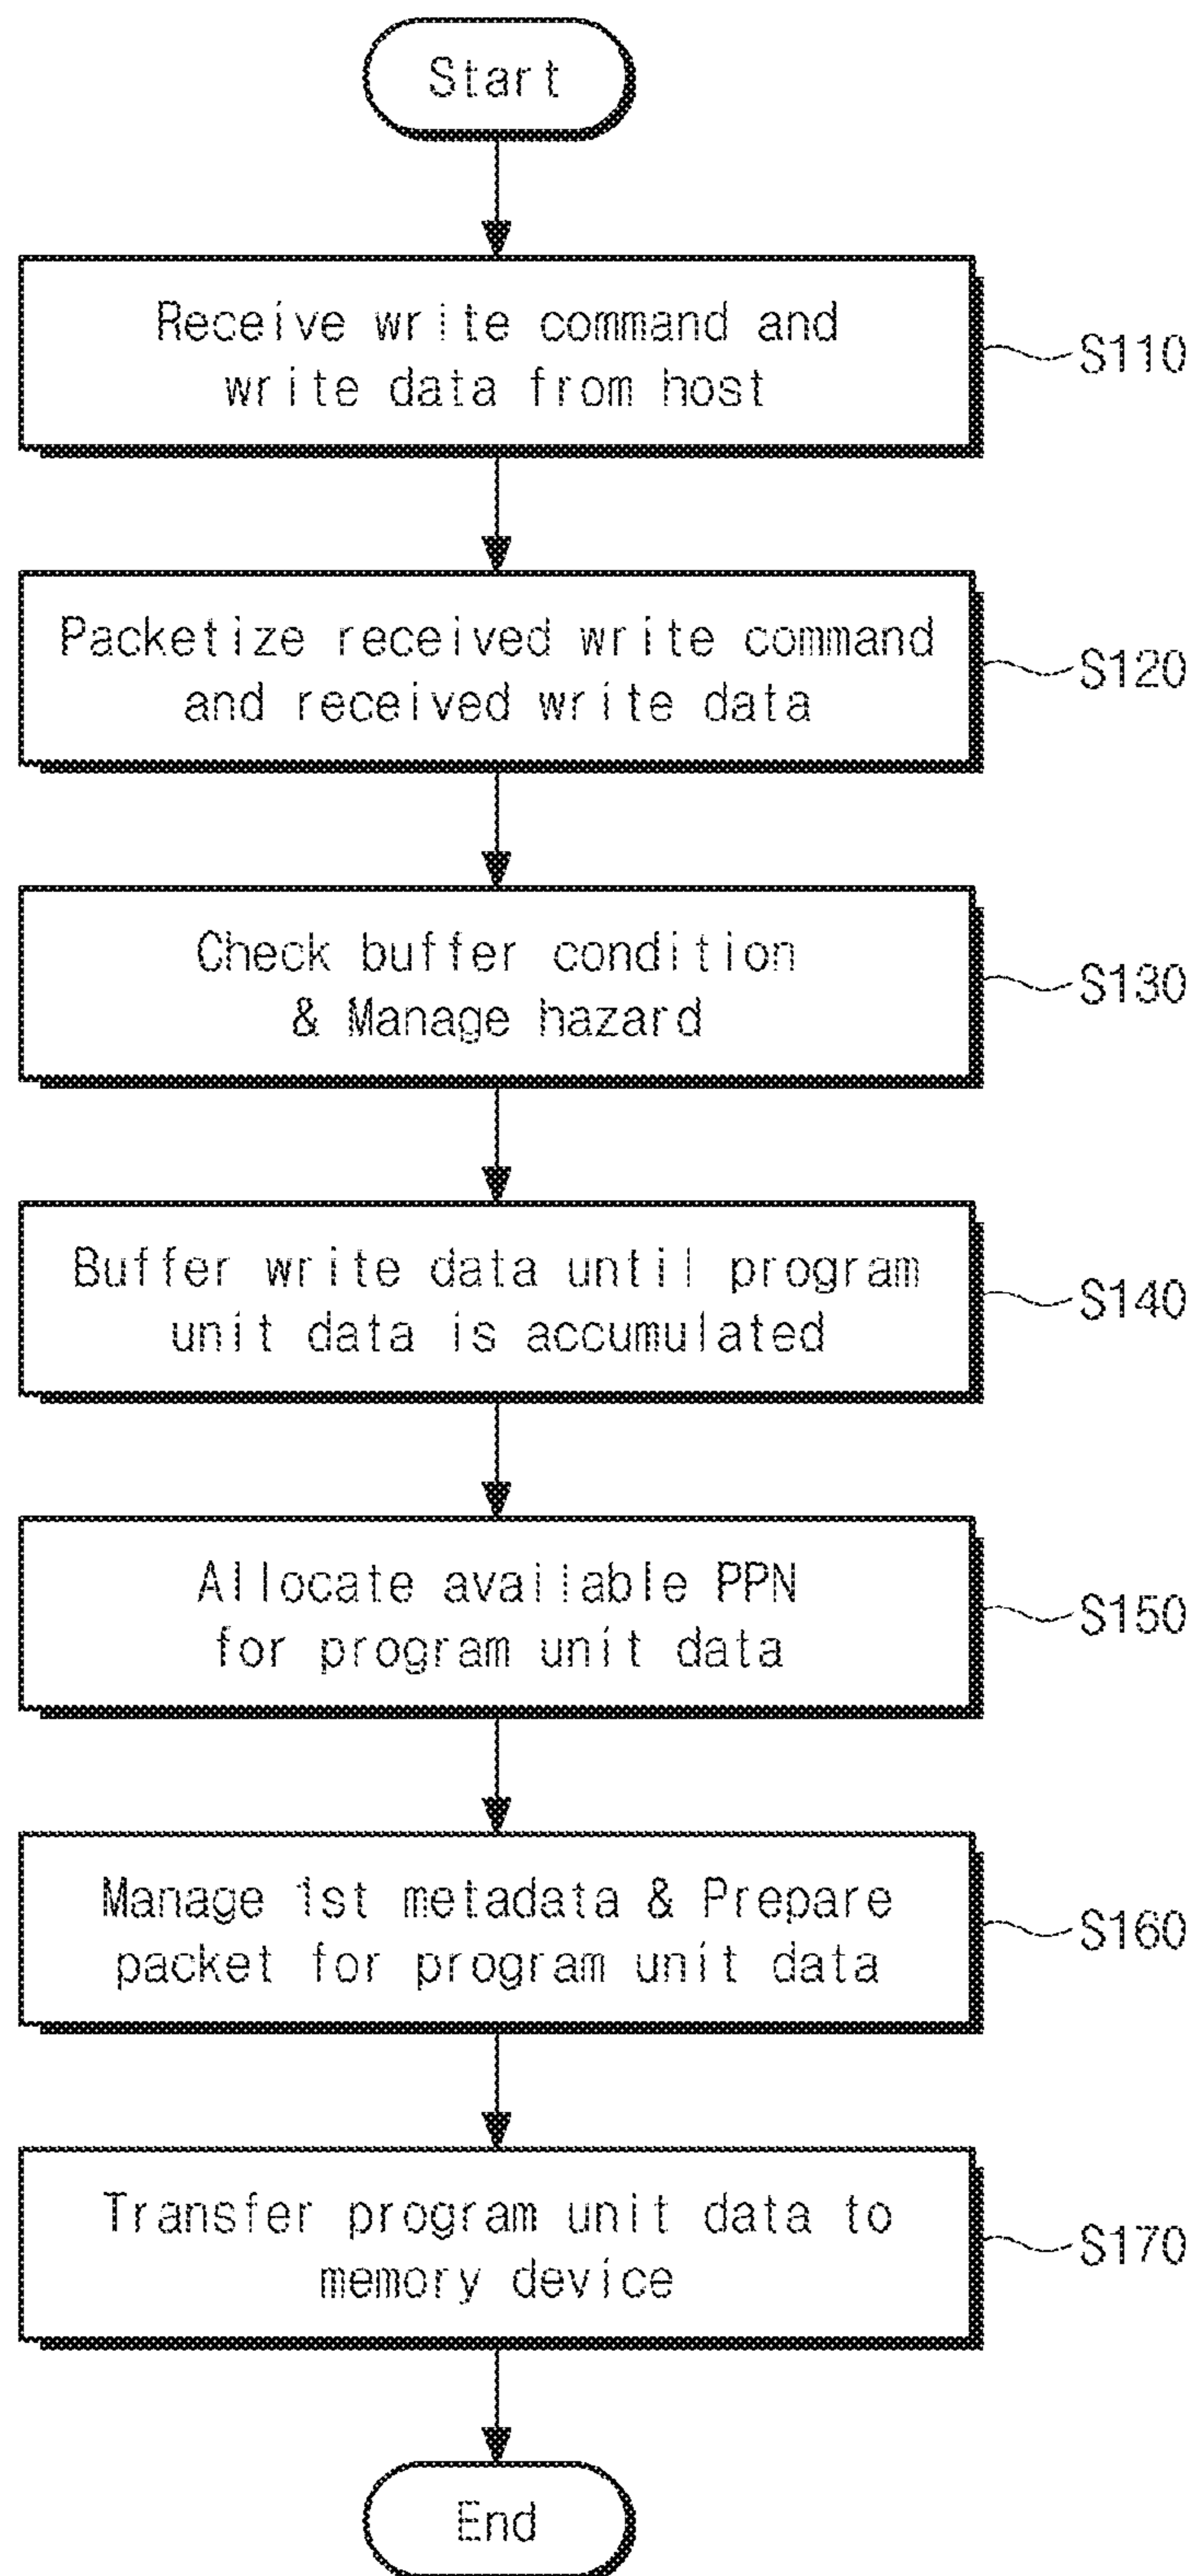 Start
Receive write command and
write data from host
S110
Packetize received write command
and received write data
S120
Check buffer condition
& Manage hazard
S130
Buffer write data until program
unit data is accumulated
S140
Allocate available PPN
for program unit data
S150
Manage 1st metadata & Prepare
packet for program unit data
S160
Transfer program unit data to
memory device
S170
End